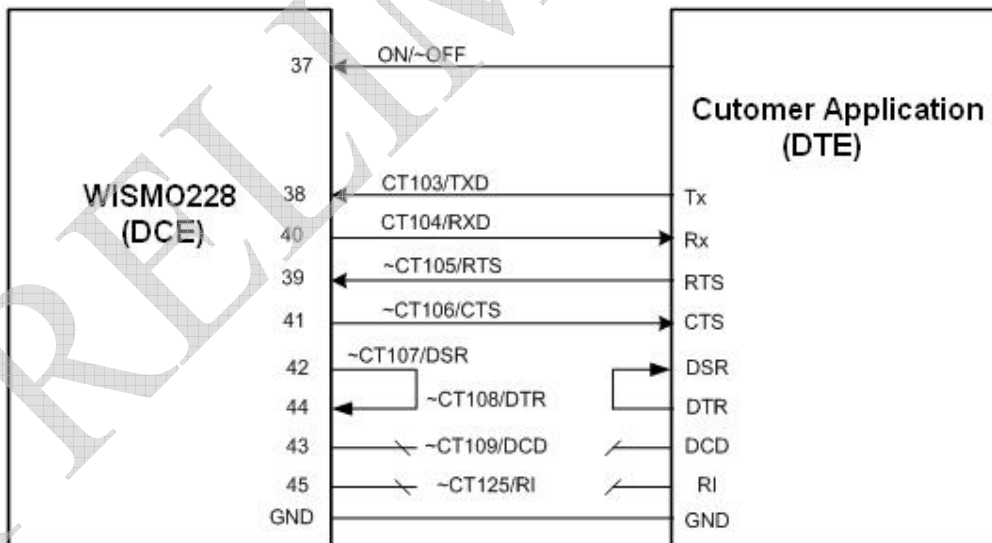 37 ON/~OFF
Cutomer Application
(DTE)
WISMO228
(DCE)
38 CT103/TXD Tx
40 CT104/RXD Rx
39 ~CT105/RTS RTS
41 ~CT106/CTS CTS
42 ~CT107/DSR DSR
44 ~CT108/DTR DTR
43 ~CT109/DCD DCD
45 ~CT125/RI RI
GND GND
RELIM